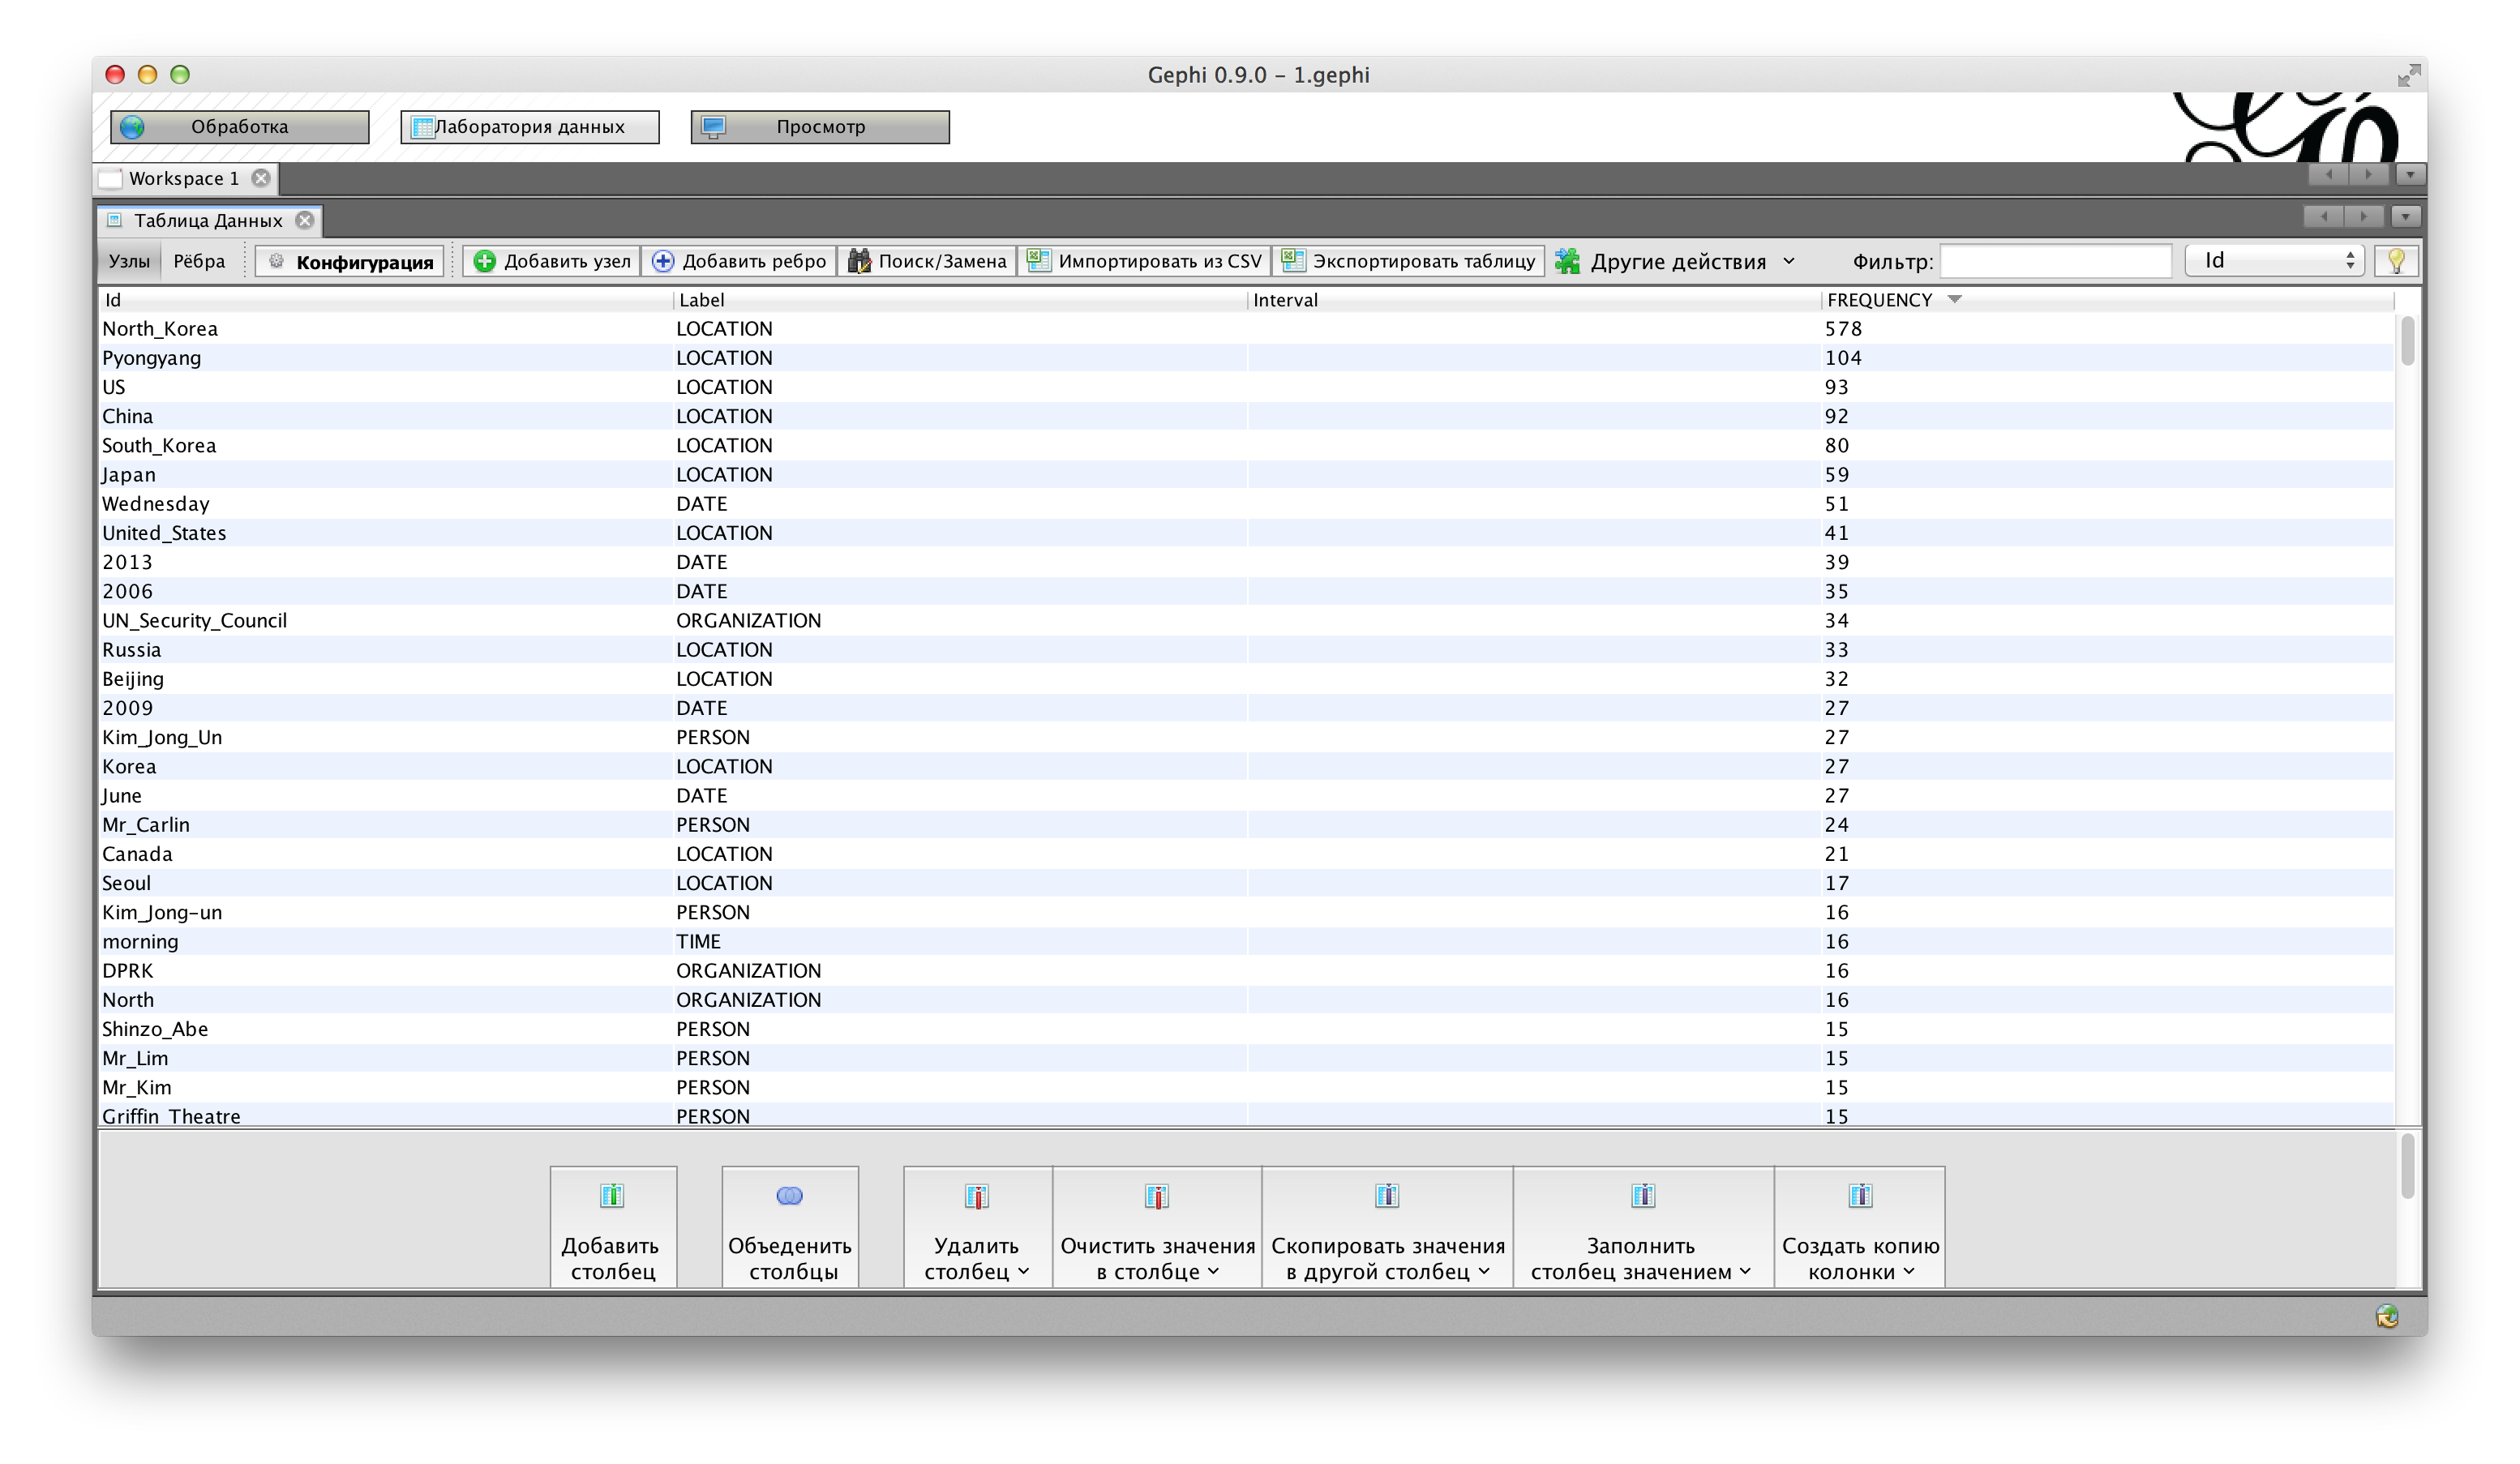 Gephi 0.9.0 – 1.gephi
Обработка Лаборатория данных Просмотр
Workspace 1
Таблица Данных
Узлы Рёбра Конфигурация Добавить узел Добавить ребро Поиск/Замена Импортировать из CSV Экспортировать таблицу Другие действия Фильтр: Id
Id Label Interval FREQUENCY
North_Korea LOCATION 578
Pyongyang LOCATION 104
US LOCATION 93
China LOCATION 92
South_Korea LOCATION 80
Japan LOCATION 59
Wednesday DATE 51
United_States LOCATION 41
2013 DATE 39
2006 DATE 35
UN_Security_Council ORGANIZATION 34
Russia LOCATION 33
Beijing LOCATION 32
2009 DATE 27
Kim_Jong_Un PERSON 27
Korea LOCATION 27
June DATE 27
Mr_Carlin PERSON 24
Canada LOCATION 21
Seoul LOCATION 17
Kim_Jong-un PERSON 16
morning TIME 16
DPRK ORGANIZATION 16
North ORGANIZATION 16
Shinzo_Abe PERSON 15
Mr_Lim PERSON 15
Mr_Kim PERSON 15
Griffin_Theatre PERSON 15
Добавить столбец
Объеденить столбцы
Удалить столбец
Очистить значения в столбце
Скопировать значения в другой столбец
Заполнить столбец значением
Создать копию колонки